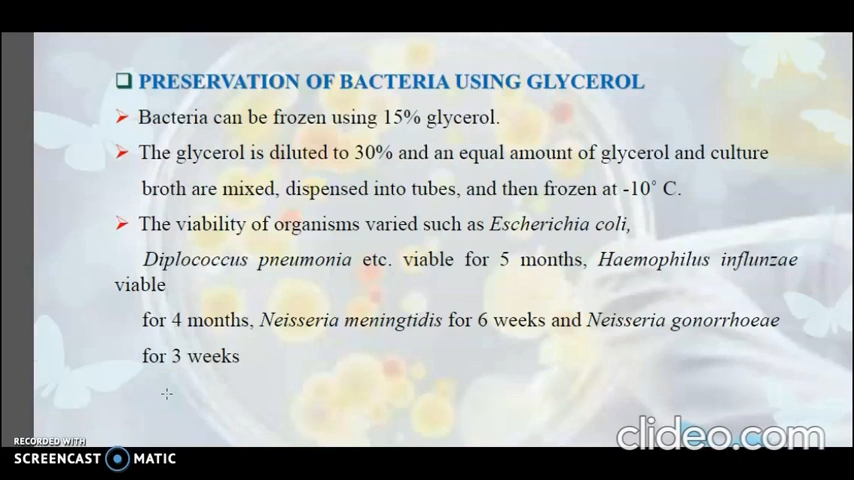 PRESERVATION OF BACTERIA USING GLYCEROL
Bacteria can be frozen using 15% glycerol.
The glycerol is diluted to 30% and an equal amount of glycerol and culture
broth are mixed, dispensed into tubes, and then frozen at -10° C.
The viability of organisms varied such as Escherichia coli,
Diplococcus pneumonia etc. viable for 5 months, Haemophilus influnzae
viable
for 4 months, Neisseria meningtidis for 6 weeks and Neisseria gonorrhoeae
for 3 weeks
RECORDED WITH
SCREENCAST MATIC
clideo.com